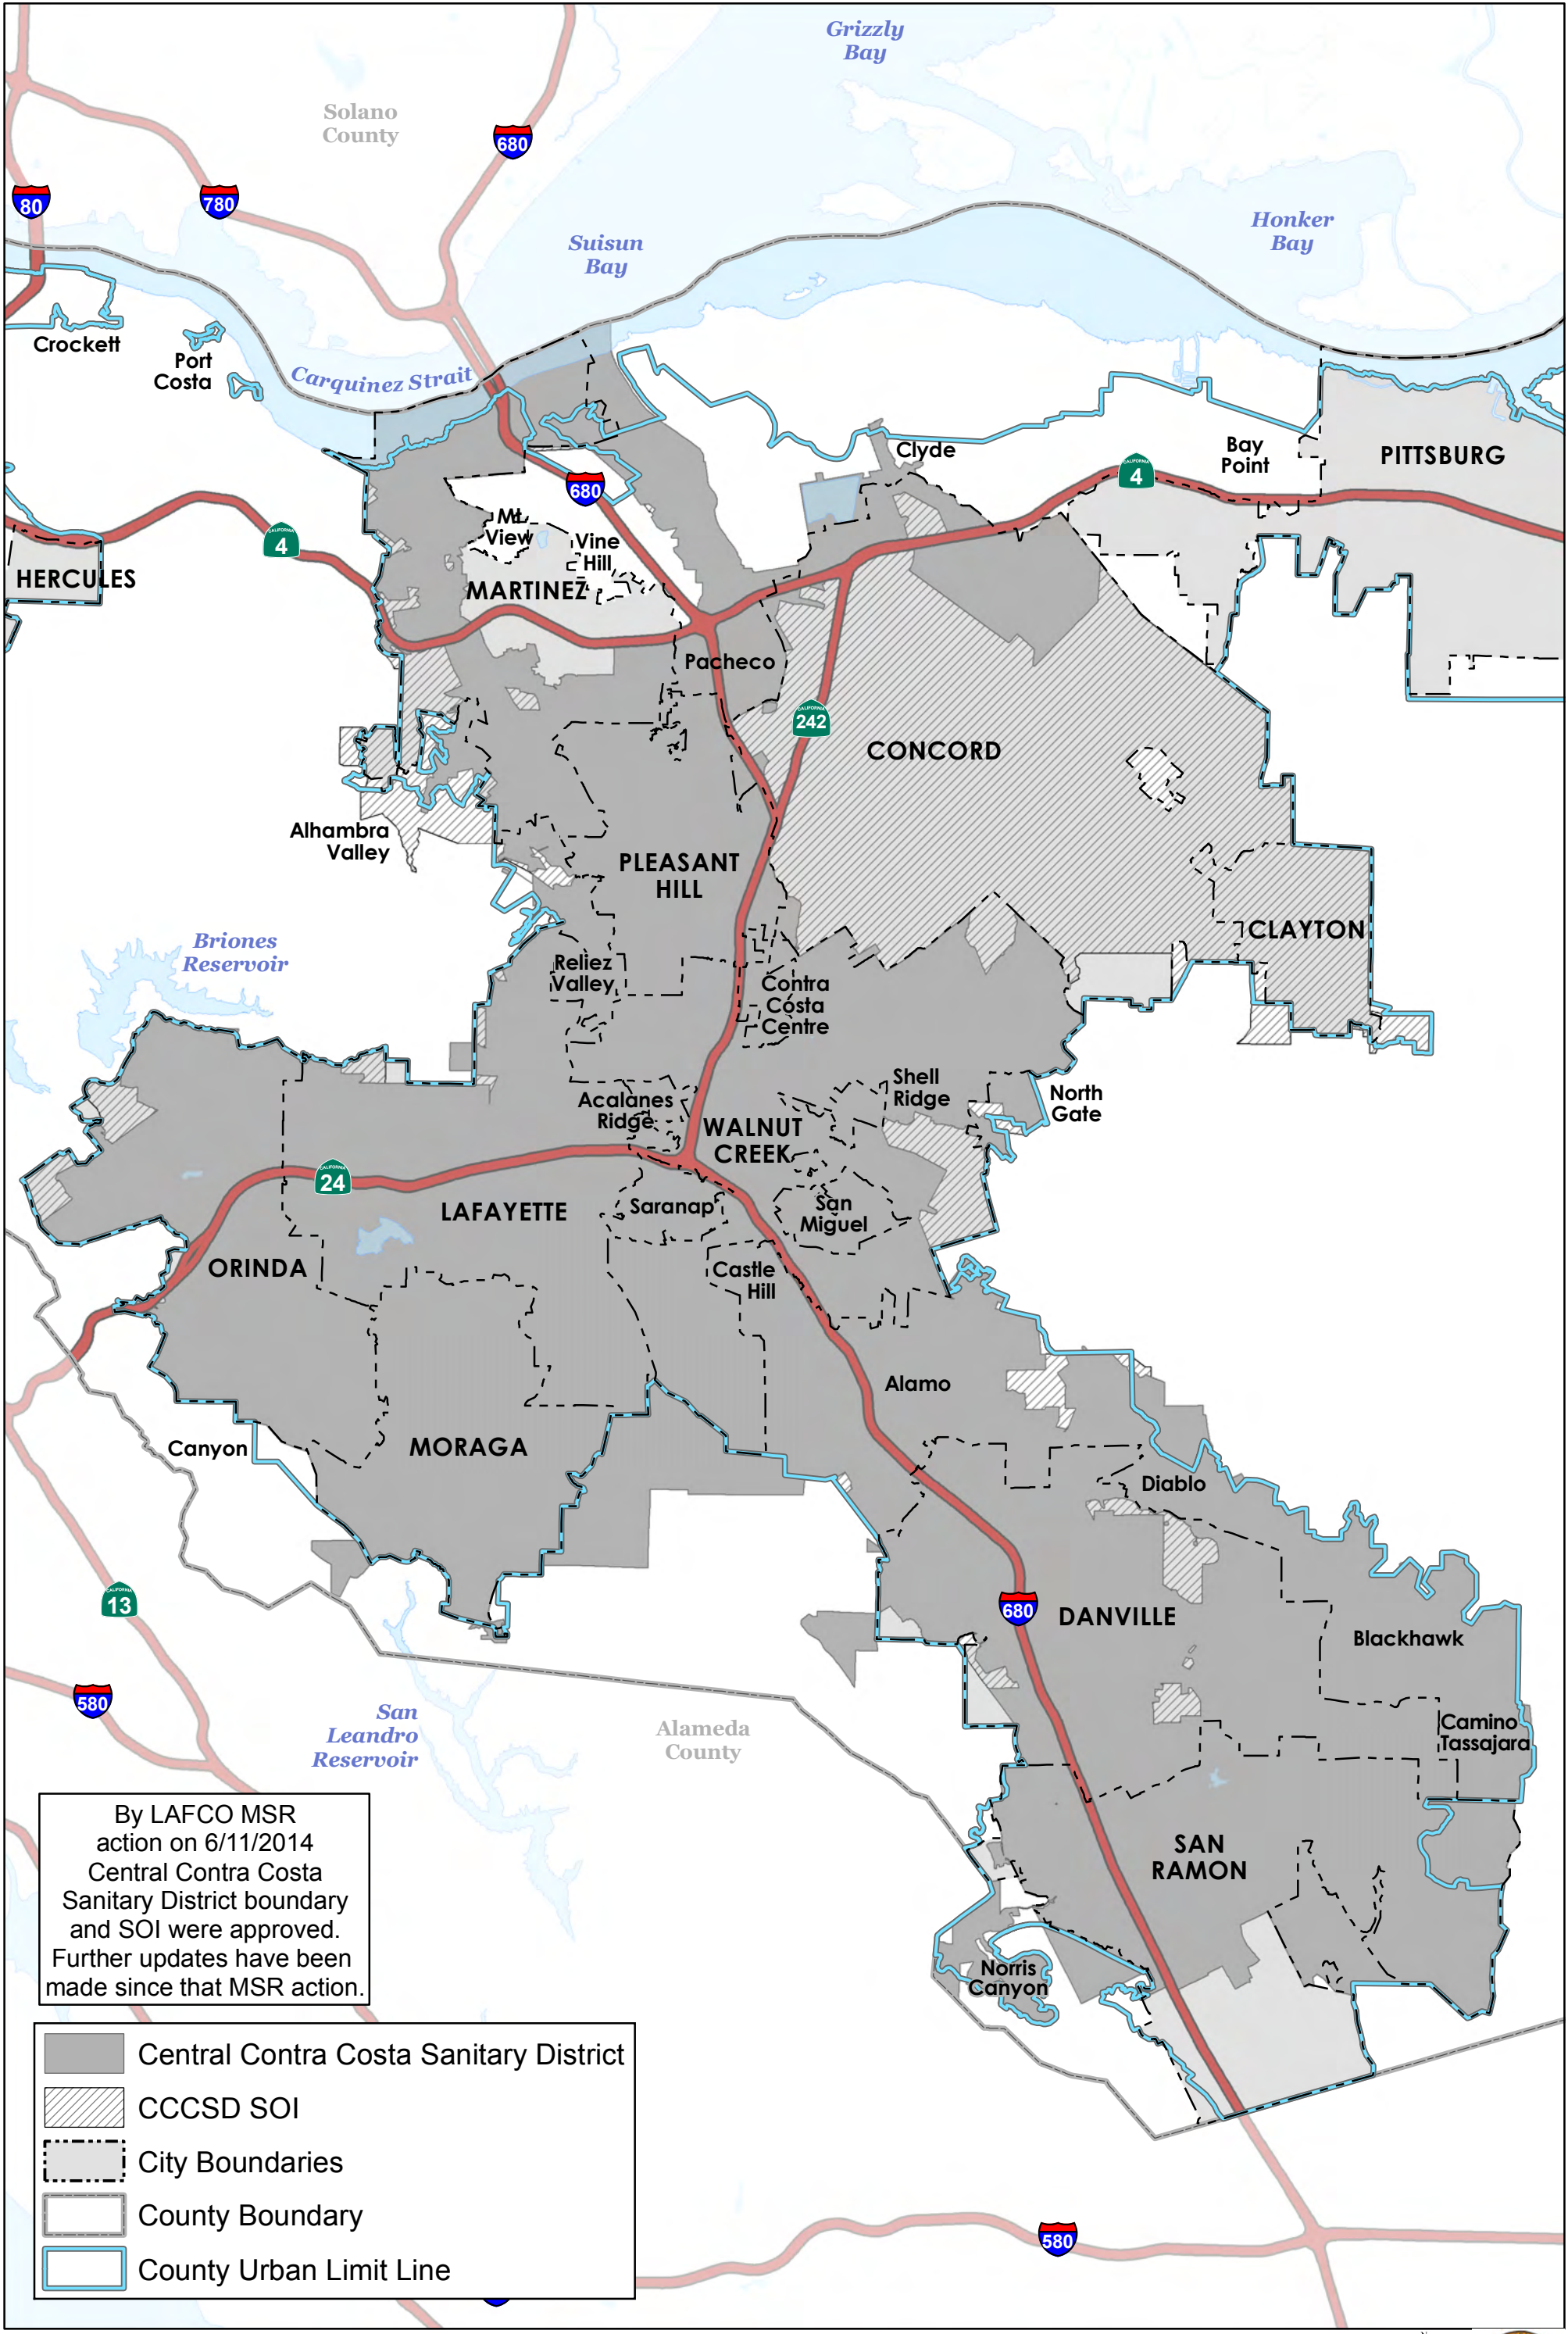 Grizzly
Bay
Solano
County
680
80
780
Honker
Bay
Suisun
Bay
Crockett
Port
Costa
Carquinez Strait
Clyde
Bay
Point
PITTSBURG
CALIFORNIA
4
680
CALIFORNIA
4
Mt.
View
Vine
Hill
HERCULES
MARTINEZ
Pacheco
CALIFORNIA
242
CONCORD
Alhambra
Valley
PLEASANT
HILL
CLAYTON
Briones
Reservoir
Reliez
Valley
Contra
Costa
Centre
Shell
Ridge
North
Gate
Acalanes
Ridge
WALNUT
CREEK
CALIFORNIA
24
LAFAYETTE
Saranap
San
Miguel
ORINDA
Castle
Hill
Alamo
Canyon
MORAGA
Diablo
CALIFORNIA
13
680
DANVILLE
Blackhawk
580
San
Leandro
Reservoir
Alameda
County
Camino
Tassajara
SAN
RAMON
Norris
Canyon
By LAFCO MSR
action on 6/11/2014
Central Contra Costa
Sanitary District boundary
and SOI were approved.
Further updates have been
made since that MSR action.
Central Contra Costa Sanitary District
CCCSD SOI
City Boundaries
County Boundary
County Urban Limit Line
580